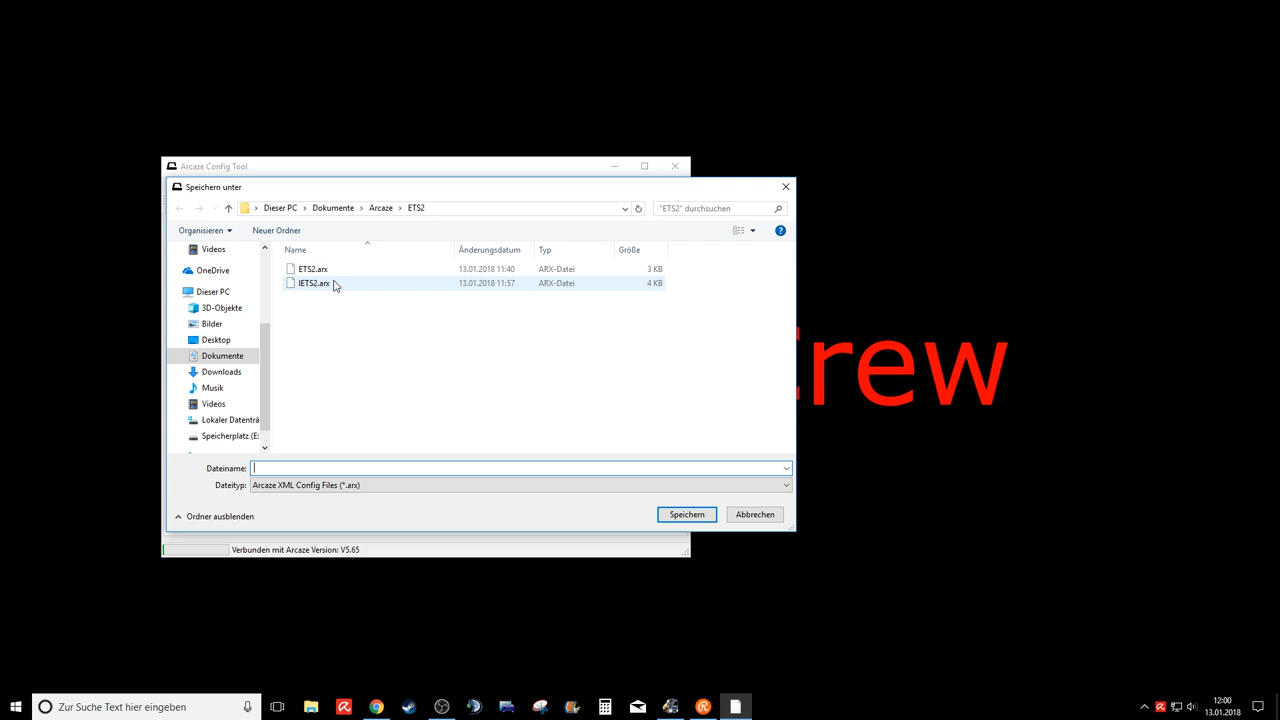 Arcaze Config Tool
Speichern unter
Dieser PC > Dokumente > Arcaze > ETS2
"ETS2" durchsuchen
Organisieren
Neuer Ordner
Name
Änderungsdatum
Typ
Größe
ETS2.arx 13.01.2018 11:40 ARX-Datei 3 KB
IETS2.arx 13.01.2018 11:57 ARX-Datei 4 KB
Videos
OneDrive
Dieser PC
3D-Objekte
Bilder
Desktop
Dokumente
Downloads
Musik
Videos
Lokaler Datenträ
Speicherplatz (E:
Dateiname:
Dateityp: Arcaze XML Config Files (*.arx)
Ordner ausblenden
Speichern
Abbrechen
Verbunden mit Arcaze Version: V5.65
rew
Zur Suche Text hier eingeben
12:00
13.01.2018